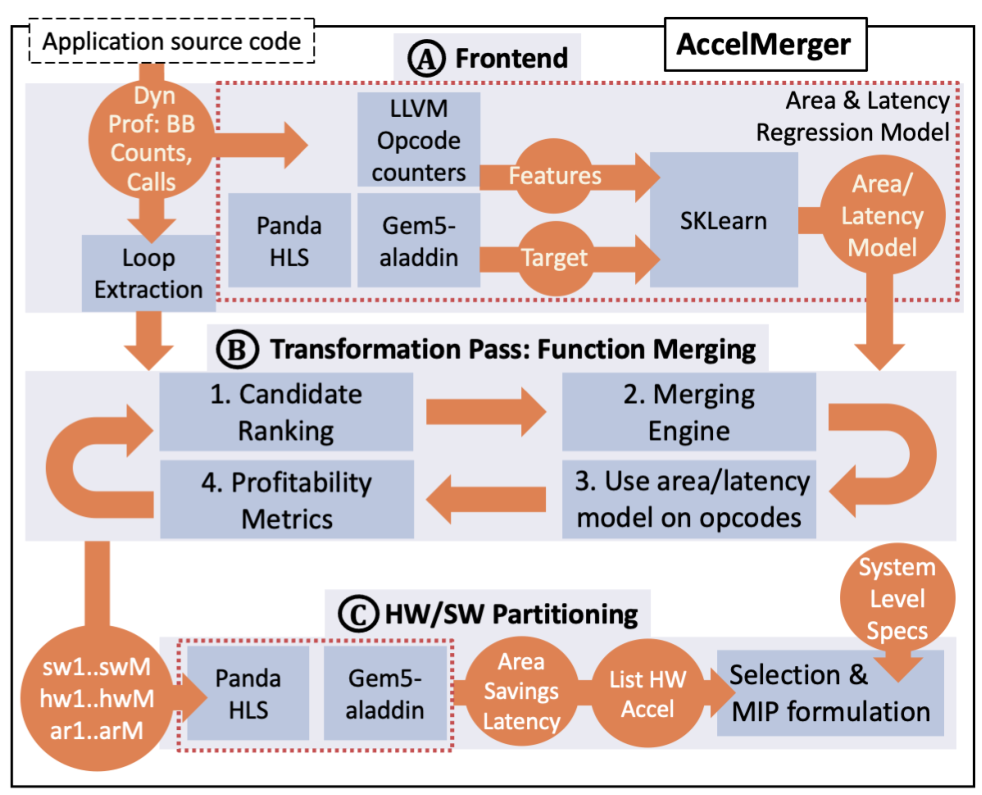 Application source code
AccelMerger
Ⓐ Frontend
Dyn
Prof: BB
Counts,
Calls
LLVM
Opcode
counters
Area & Latency
Regression Model
Features
Panda
HLS
Gem5-
aladdin
Target
SKLearn
Area/
Latency
Model
Loop
Extraction
Ⓑ Transformation Pass: Function Merging
1. Candidate
Ranking
2. Merging
Engine
4. Profitability
Metrics
3. Use area/latency
model on opcodes
System
Level
Specs
Ⓒ HW/SW Partitioning
sw1..swM
hw1..hwM
ar1..arM
Panda
HLS
Gem5-
aladdin
Area
Savings
Latency
List HW
Accel
Selection &
MIP formulation